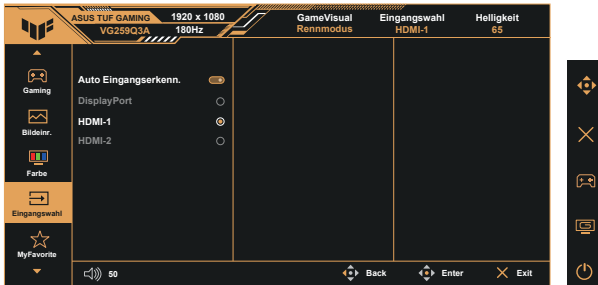 ASUS TUF GAMING 1920 x 1080
VG259Q3A 180Hz
GameVisual Eingangswahl Helligkeit
Rennmodus HDMI-1 65
Gaming
Bildeinr.
Farbe
Eingangswahl
MyFavorite
Auto Eingangserkenn.
DisplayPort
HDMI-1
HDMI-2
50
Back Enter Exit